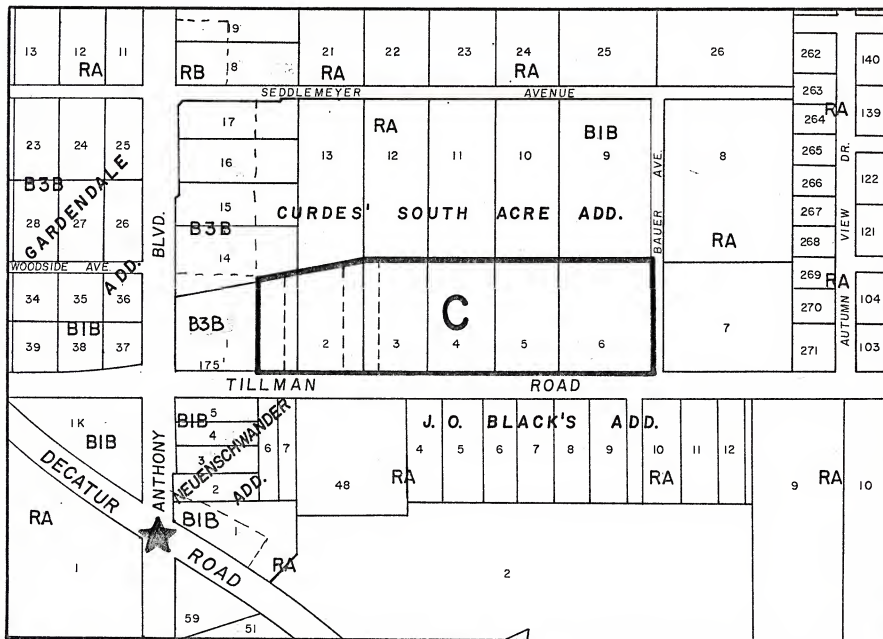 13 12 11 19 21 22 23 24 25 26 262 140
RA RB 18 RA RA
SEDDLEMEYER AVENUE 263
RA BIB 264 RA 139
23 24 25 17 13 12 11 10 9 8 265 DR.
16 266 122
B3B 15 CURDES' SOUTH ACRE ADD. BAUER AVE. 267 VIEW
28 27 26 B3B 14 RA 268 121
GARDENDALE ADD.
BLVD.
WOODSIDE AVE. 269 RA
34 35 36 B3B C 270 104
BIB 1 2 3 4 5 6 7 AUTUMN
39 38 37 175' 271 103
TILLMAN ROAD
1K BIB 5 J. O. BLACK'S ADD.
BIB 4 6 7 4 5 6 7 8 9 10 11 12
DECATUR ANTHONY 3 NEUENSCHWANDER ADD. 48 RA RA 9 RA 10
2
RA BIB 1
ROAD RA
1 2
59
51